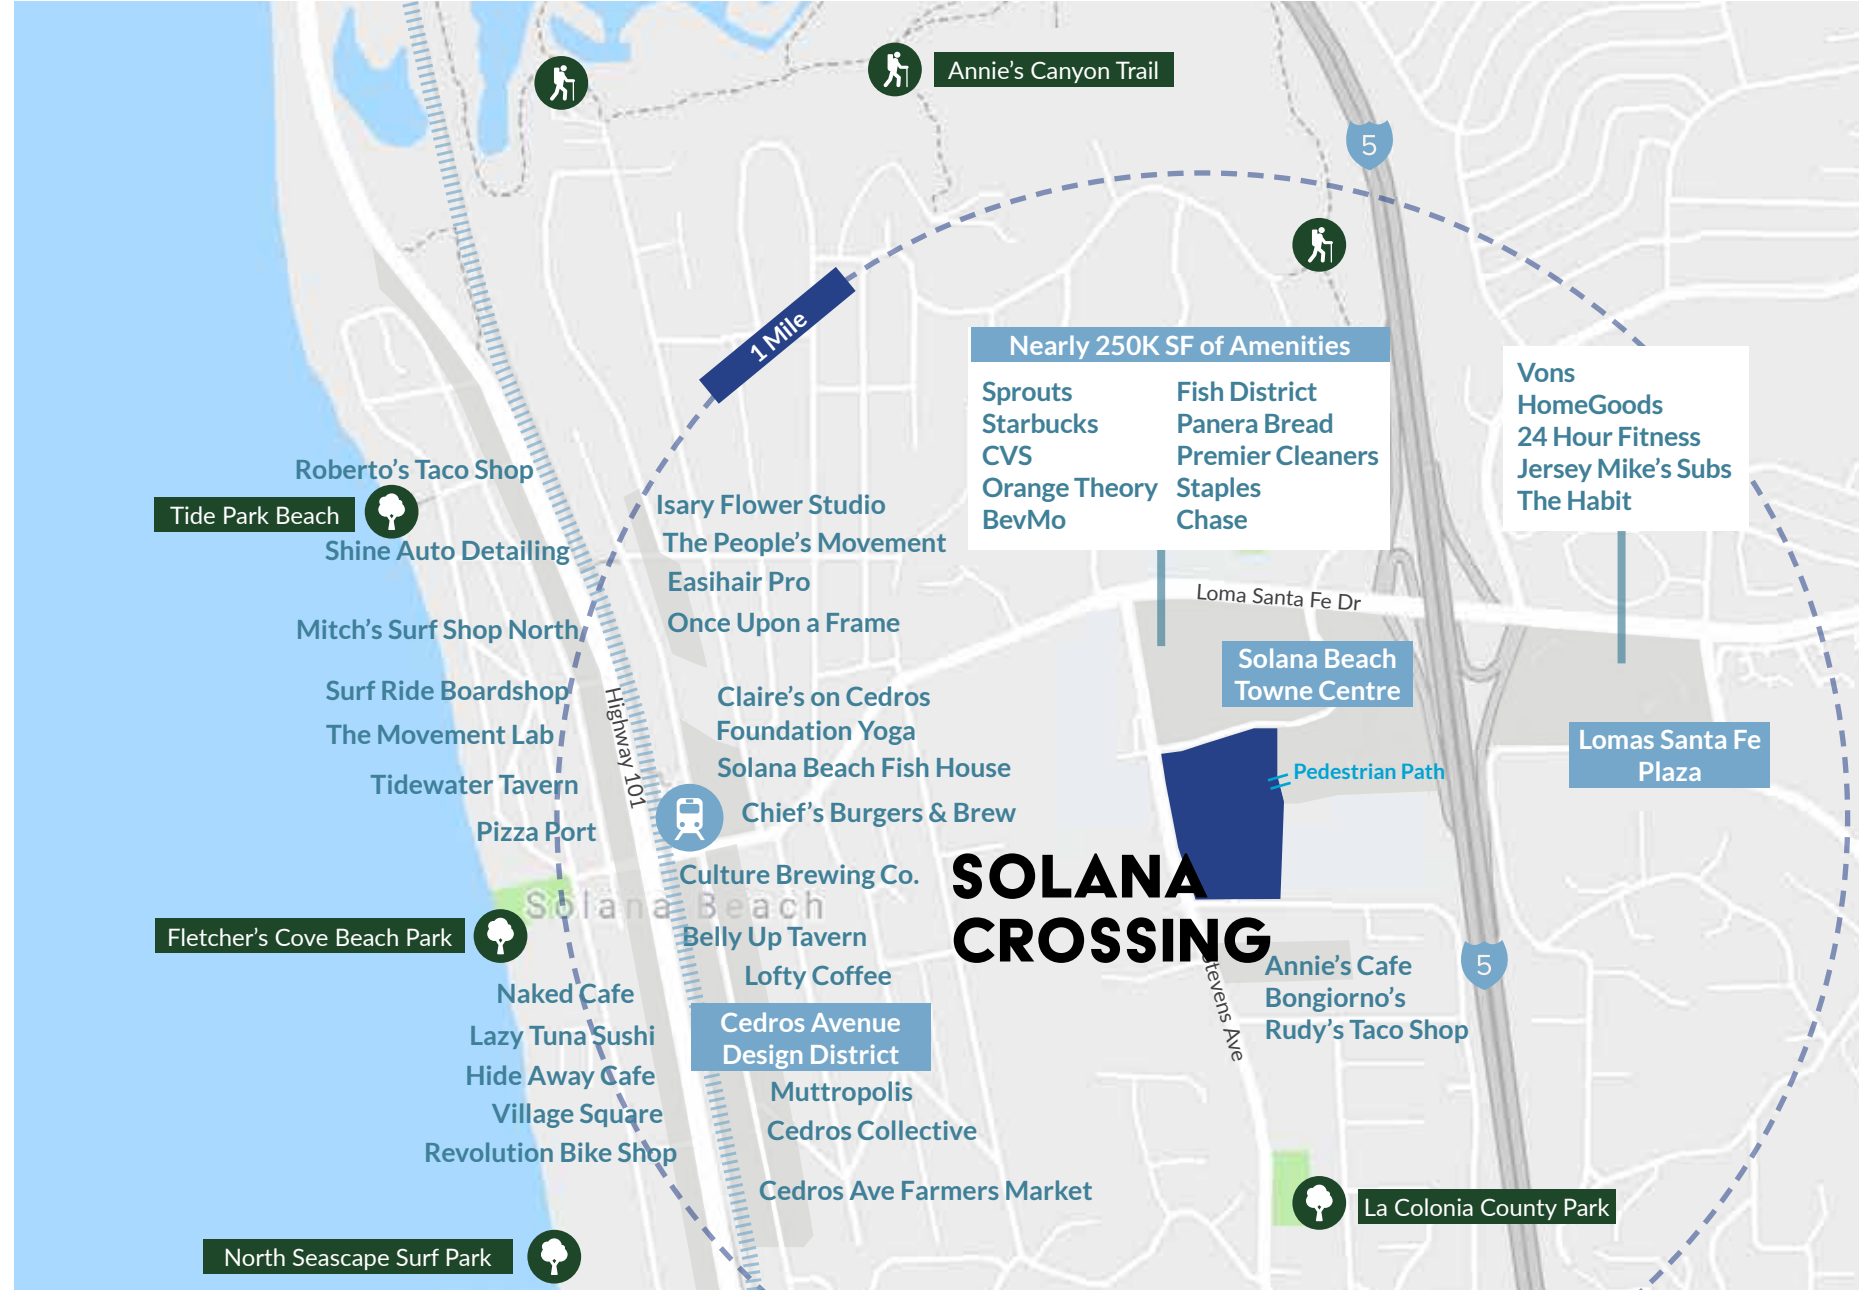 Annie's Canyon Trail
5
1 Mile
Nearly 250K SF of Amenities
Sprouts
Starbucks
CVS
Orange Theory
BevMo
Fish District
Panera Bread
Premier Cleaners
Staples
Chase
Vons
HomeGoods
24 Hour Fitness
Jersey Mike's Subs
The Habit
Roberto's Taco Shop
Tide Park Beach
Shine Auto Detailing
Mitch's Surf Shop North
Surf Ride Boardshop
The Movement Lab
Tidewater Tavern
Pizza Port
Isary Flower Studio
The People's Movement
Easihair Pro
Once Upon a Frame
Highway 101
Claire's on Cedros
Foundation Yoga
Solana Beach Fish House
Chief's Burgers & Brew
Culture Brewing Co.
Solana Beach
Belly Up Tavern
Lofty Coffee
Loma Santa Fe Dr
Solana Beach
Towne Centre
Lomas Santa Fe
Plaza
Pedestrian Path
SOLANA
CROSSING
Fletcher's Cove Beach Park
Naked Cafe
Lazy Tuna Sushi
Hide Away Cafe
Village Square
Revolution Bike Shop
Cedros Avenue
Design District
Muttropolis
Cedros Collective
Cedros Ave Farmers Market
Stevens Ave
Annie's Cafe
Bongiorno's
Rudy's Taco Shop
5
La Colonia County Park
North Seascape Surf Park